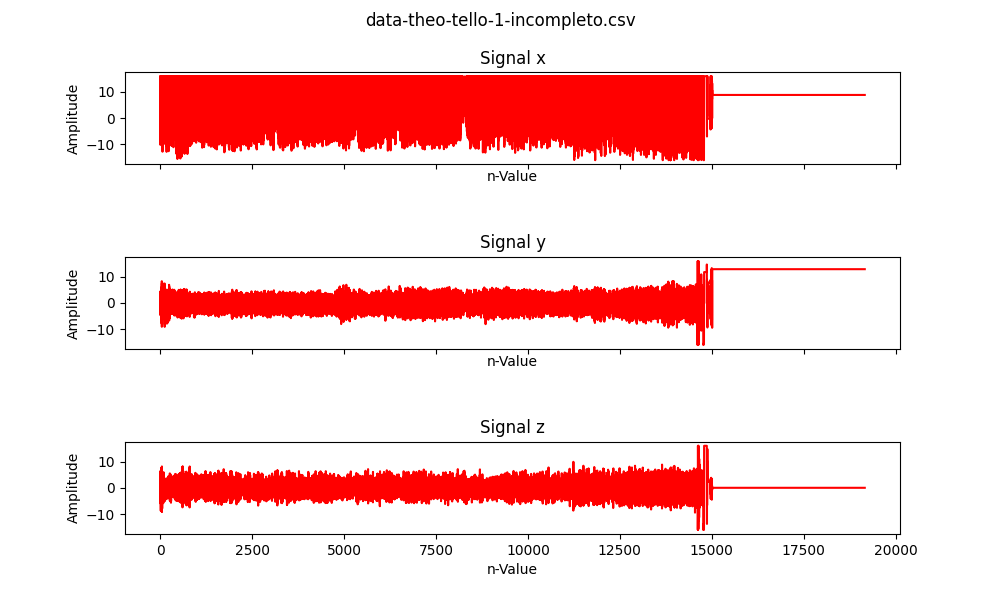 data-theo-tello-1-incompleto.csv
Signal x
10
0
−10
Amplitude
n-Value
Signal y
10
0
−10
Amplitude
n-Value
Signal z
10
0
−10
Amplitude
0 2500 5000 7500 10000 12500 15000 17500 20000
n-Value